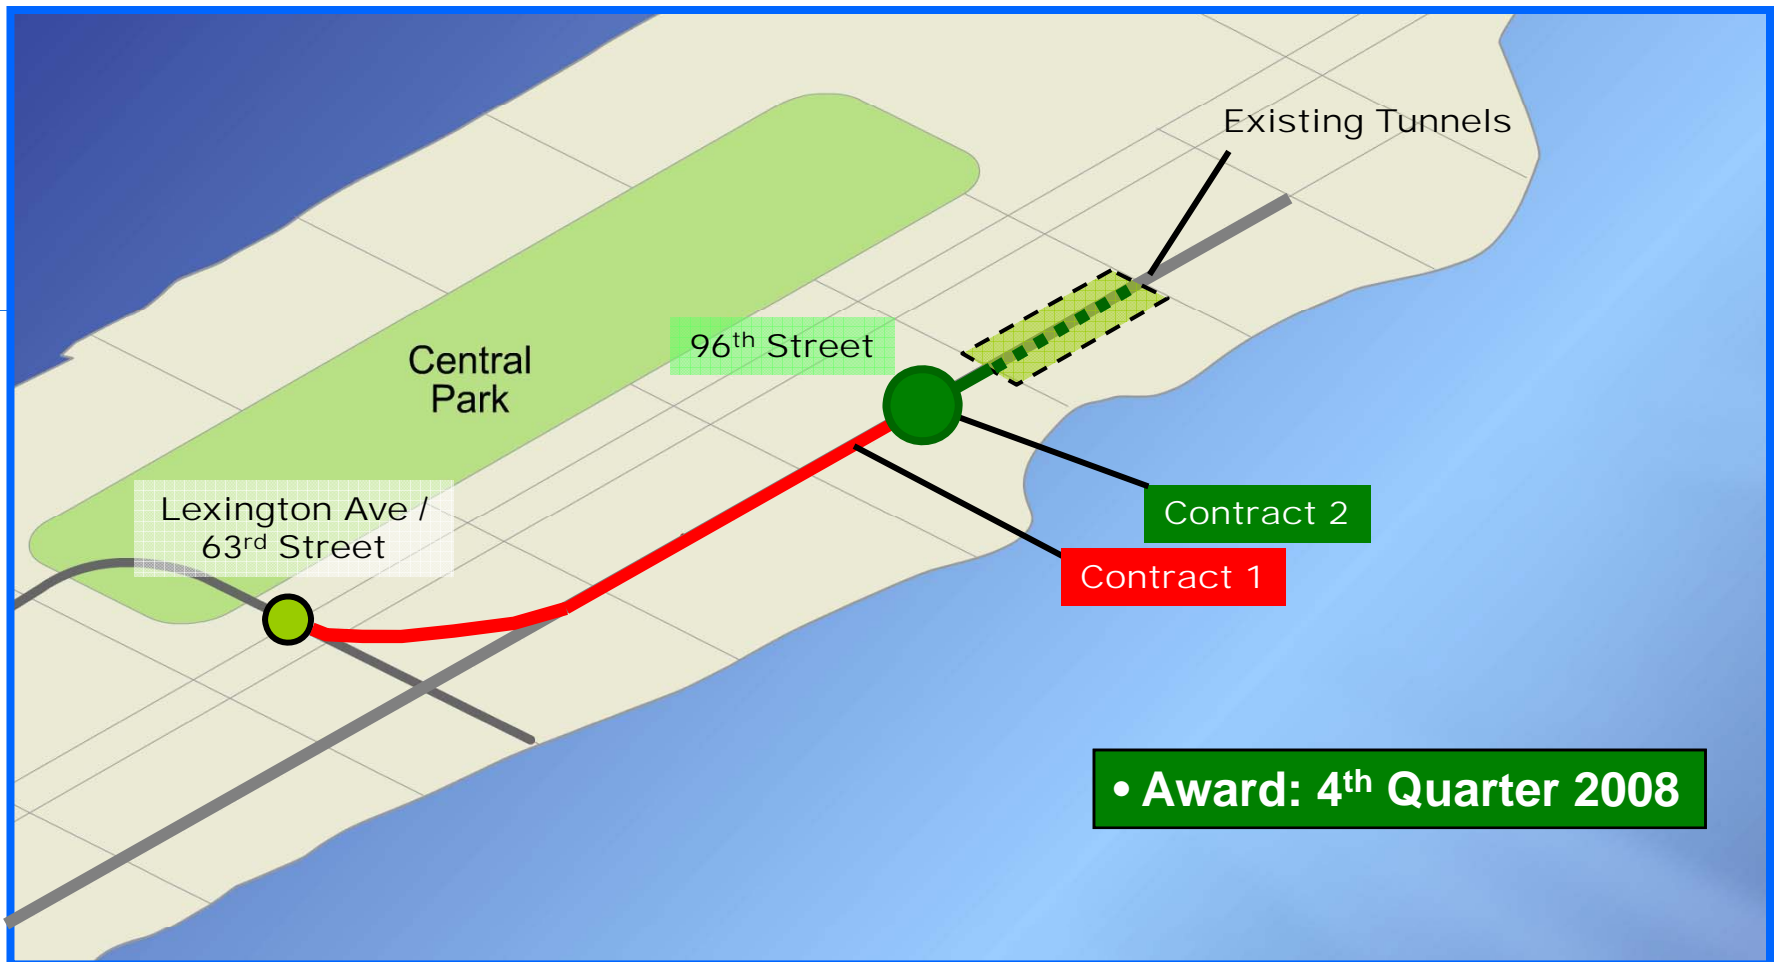 Existing Tunnels
96th Street
Central
Park
Lexington Ave /
63rd Street
Contract 2
Contract 1
• Award: 4th Quarter 2008